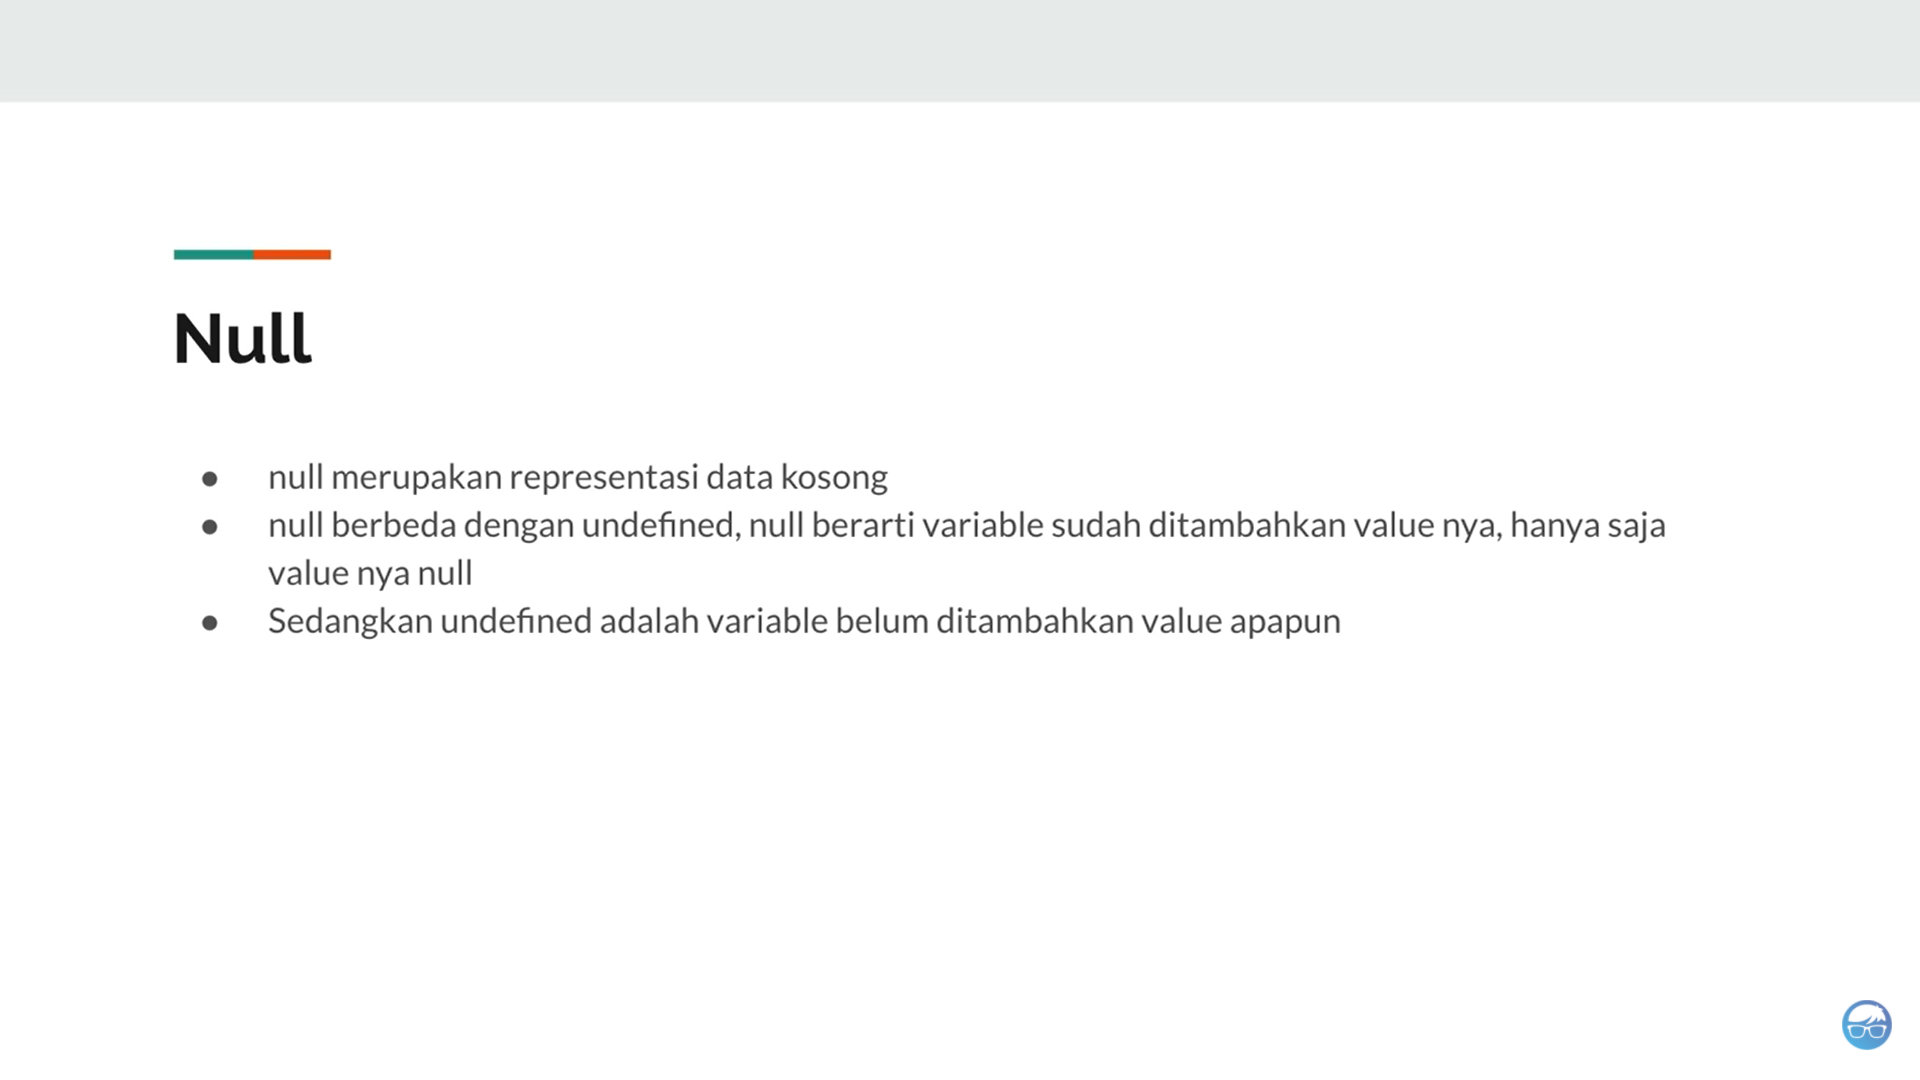 Null
● null merupakan representasi data kosong
● null berbeda dengan undefined, null berarti variable sudah ditambahkan value nya, hanya saja
value nya null
● Sedangkan undefined adalah variable belum ditambahkan value apapun